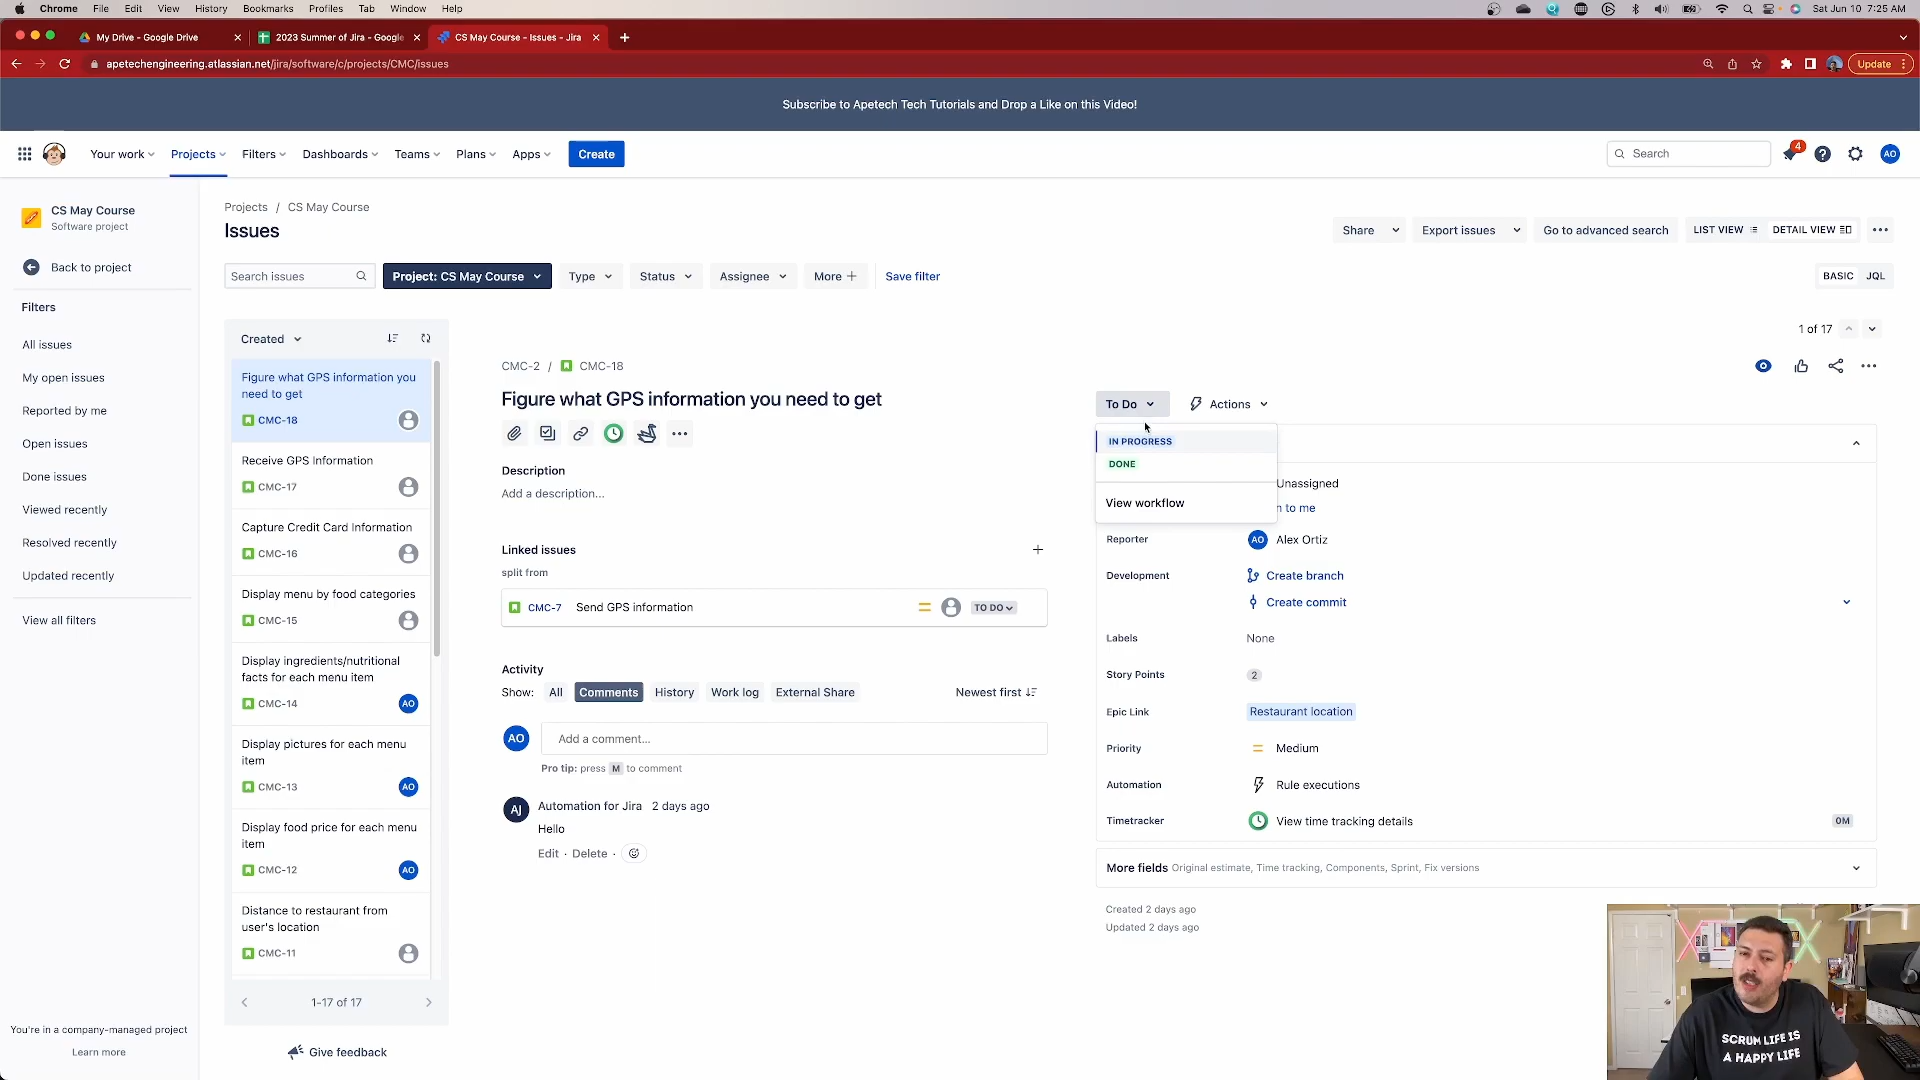 Chrome File Edit View History Bookmarks Profiles Tab Window Help Sat Jun 10 7:25 AM
My Drive - Google Drive
2023 Summer of Jira - Google
CS May Course - Issues - Jira
apetechengineering.atlassian.net/jira/software/c/projects/CMC/issues Update
Subscribe to Apetech Tech Tutorials and Drop a Like on this Video!
Your work Projects Filters Dashboards Teams Plans Apps Create Search 4 AO
CS May Course
Software project
Back to project
Filters
All issues
My open issues
Reported by me
Open issues
Done issues
Viewed recently
Resolved recently
Updated recently
View all filters
You're in a company-managed project
Learn more
Projects / CS May Course
Issues
Share Export issues Go to advanced search LIST VIEW DETAIL VIEW
Search issues Project: CS May Course Type Status Assignee More + Save filter BASIC JQL
Created
Figure what GPS information you
need to get
CMC-18
Receive GPS Information
CMC-17
Capture Credit Card Information
CMC-16
Display menu by food categories
CMC-15
Display ingredients/nutritional
facts for each menu item
CMC-14 AO
Display pictures for each menu
item
CMC-13 AO
Display food price for each menu
item
CMC-12 AO
Distance to restaurant from
user's location
CMC-11
1-17 of 17
Give feedback
1 of 17
CMC-2 / CMC-18
Figure what GPS information you need to get
Description
Add a description...
Linked issues
split from
CMC-7 Send GPS information TO DO
Activity
Show: All Comments History Work log External Share Newest first
AO Add a comment...
Pro tip: press M to comment
AJ Automation for Jira 2 days ago
Hello
Edit · Delete ·
To Do Actions
IN PROGRESS
DONE
View workflow
Unassigned
n to me
Reporter AO Alex Ortiz
Development Create branch
Create commit
Labels None
Story Points 2
Epic Link Restaurant location
Priority Medium
Automation Rule executions
Timetracker View time tracking details 0M
More fields Original estimate, Time tracking, Components, Sprint, Fix versions
Created 2 days ago
Updated 2 days ago
SCRUM LIFE IS
A HAPPY LIFE